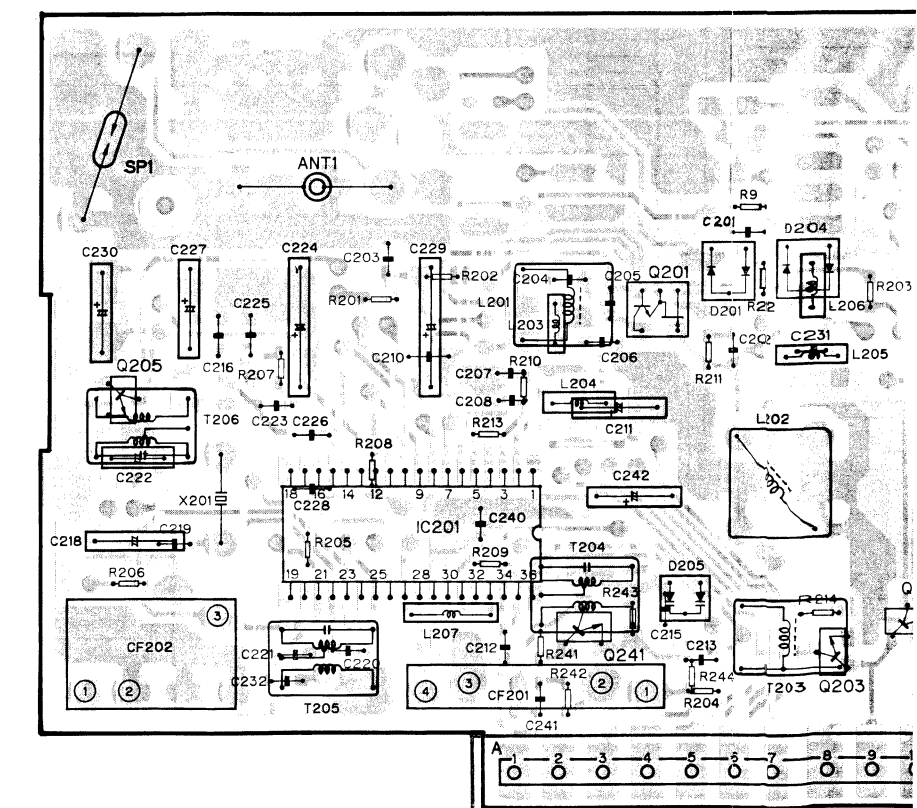 SP1
ANT1
R9
C201 D204
C230 C227 C224 C203 C229
R202 C204 C205 Q201
R201 L201 D201 R22 L206 R203
L203
C216 C225 C210 C206 C202 C231
Q205 R207 C207 R210 R211 L205
T206 C223 C226 C208 L204 L202
R208 R213 C211
C222
X201 C242
18 16 14 12 9 7 5 3 1
C228
C218 C219 R205 IC201 C240
R209 T204
R206 19 21 23 25 28 30 32 34 36 D205
R243
3 L207 C215 R214
CF202 C221 C220 C212 R241 Q241 C213
C232 R242 R244 T203 Q203
1 2 4 3 CF201 2 1 R204
T205 C241
Q
A 1 2 3 4 5 6 7 8 9